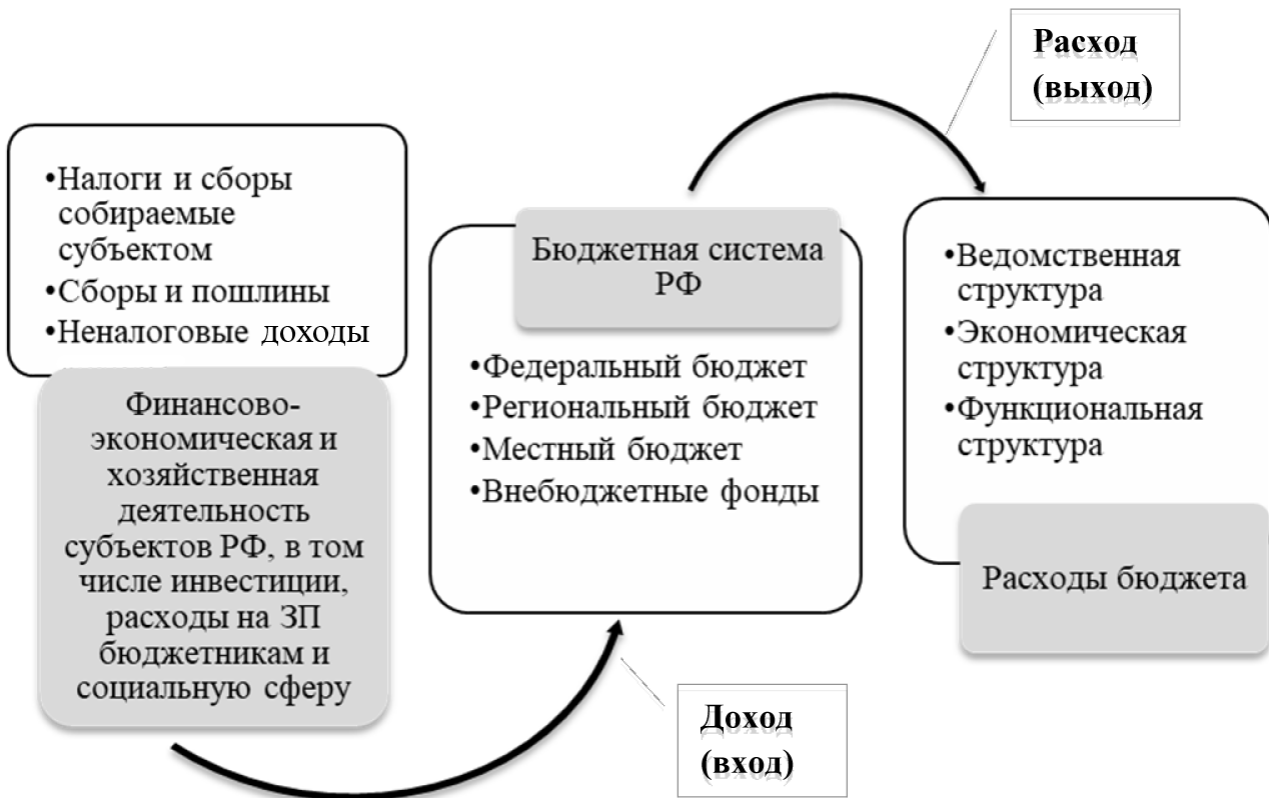 Расход
(выход)
•Налоги и сборы
собираемые
субъектом
•Сборы и пошлины
•Неналоговые доходы
Финансово-
экономическая и
хозяйственная
деятельность
субъектов РФ, в том
числе инвестиции,
расходы на ЗП
бюджетникам и
социальную сферу
Бюджетная система
РФ
•Федеральный бюджет
•Региональный бюджет
•Местный бюджет
•Внебюджетные фонды
•Ведомственная
структура
•Экономическая
структура
•Функциональная
структура
Расходы бюджета
Доход
(вход)